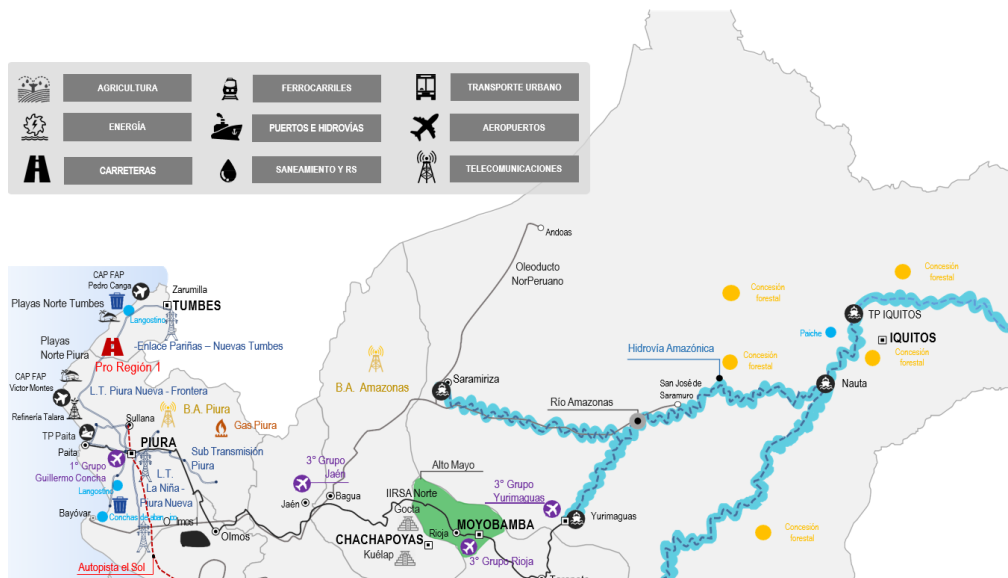 AGRICULTURA
FERROCARRILES
TRANSPORTE URBANO
ENERGÍA
PUERTOS E HIDROVÍAS
AEROPUERTOS
CARRETERAS
SANEAMIENTO Y RS
TELECOMUNICACIONES
Andoas
Oleoducto
NorPeruano
CAP FAP
Pedro Canga
Zarumilla
Playas Norte Tumbes
TUMBES
Langostino
Concesión
forestal
Concesión
forestal
TP IQUITOS
Paiche
IQUITOS
Playas
Norte Piura
-Enlace Pariñas – Nuevas Tumbes
Pro Región 1
Hidrovía Amazónica
Concesión
forestal
Concesión
forestal
CAP FAP
Víctor Montes
L.T. Piura Nueva - Frontera
B.A. Amazonas
Saramiriza
San José de
Saramuro
Nauta
Refinería Talara
B.A. Piura
Río Amazonas
Sullana
Gas Piura
TP Paita
PIURA
Paita
Sub Transmisión
Piura
1° Grupo
Guillermo Concha
3° Grupo
Jaén
Alto Mayo
L.T.
La Niña -
Piura Nueva
3° Grupo
Yurimaguas
Langostino
Jaén
Bagua
IIRSA Norte
Gocta
Bayóvar
Conchas de
Olmos
Yurimaguas
MOYOBAMBA
Rioja
CHACHAPOYAS
Kuélap
3° Grupo Rioja
Concesión
forestal
Autopista el Sol